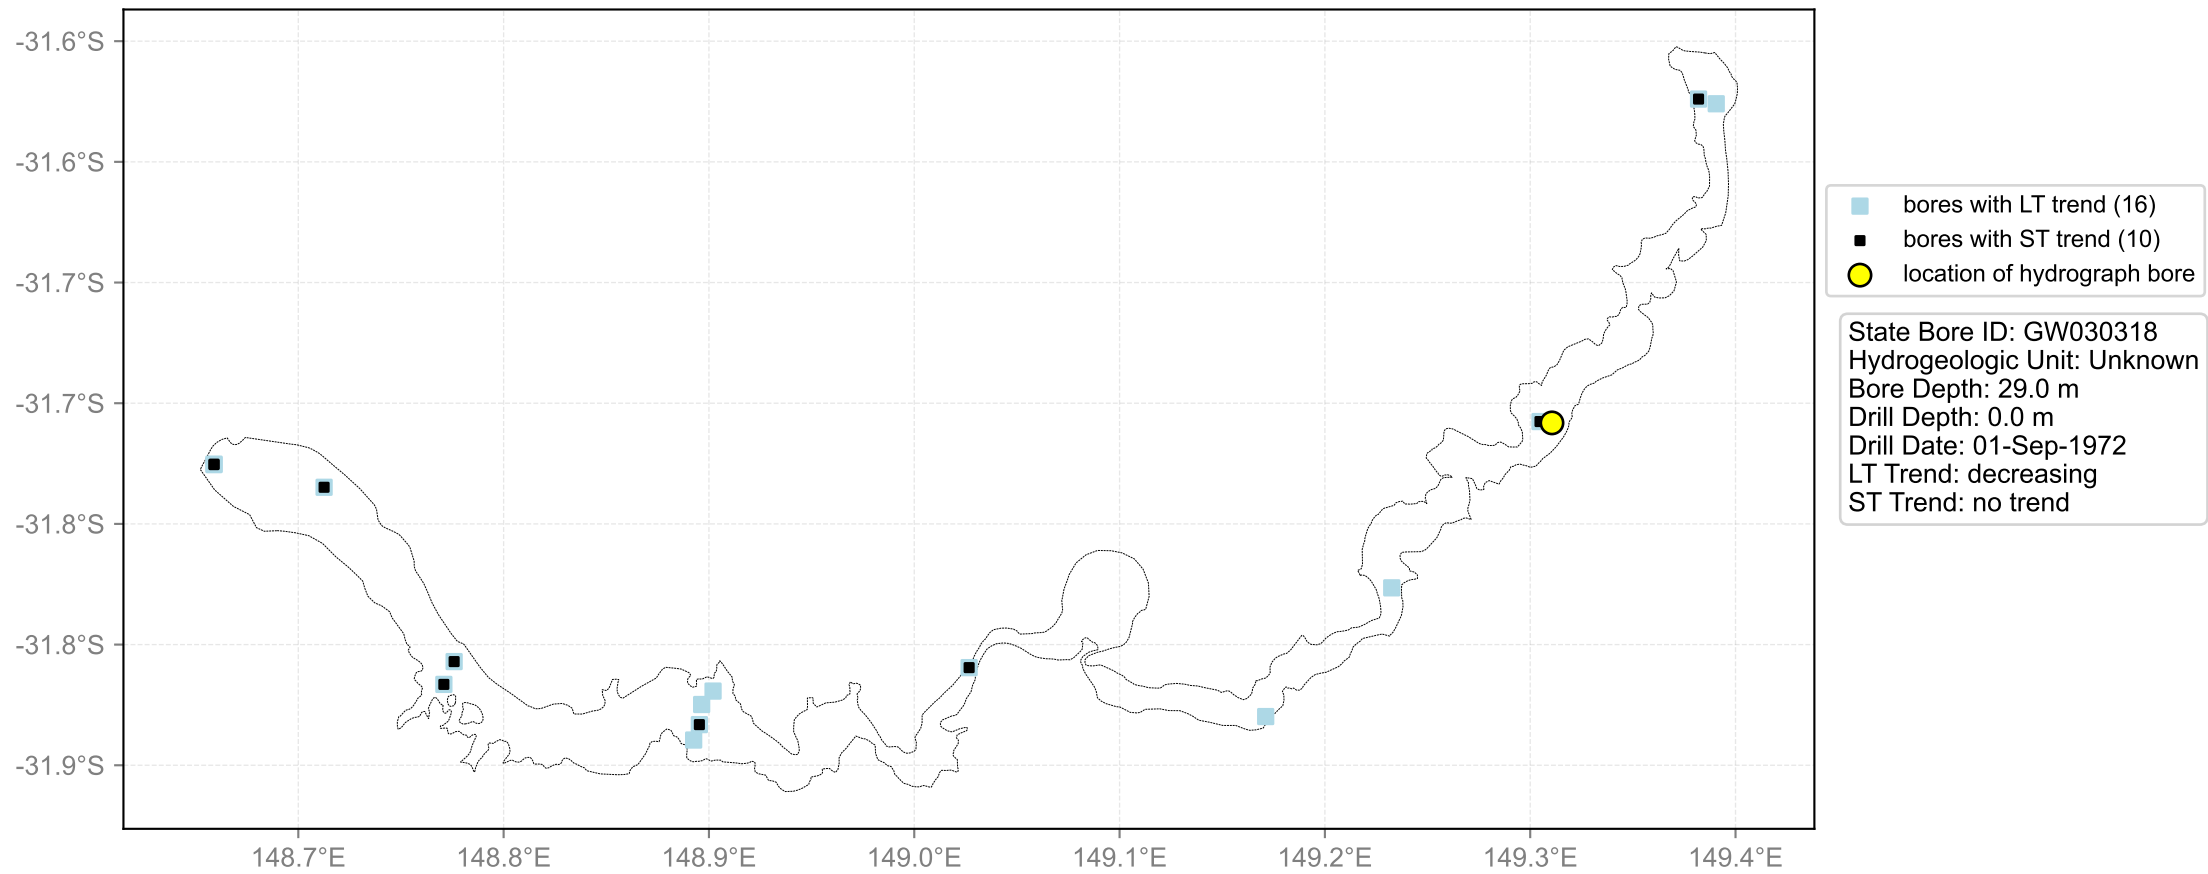 -31.6°S
-31.6°S
-31.7°S
-31.7°S
-31.8°S
-31.8°S
-31.9°S
148.7°E
148.8°E
148.9°E
149.0°E
149.1°E
149.2°E
149.3°E
149.4°E
bores with LT trend (16)
bores with ST trend (10)
location of hydrograph bore
State Bore ID: GW030318
Hydrogeologic Unit: Unknown
Bore Depth: 29.0 m
Drill Depth: 0.0 m
Drill Date: 01-Sep-1972
LT Trend: decreasing
ST Trend: no trend